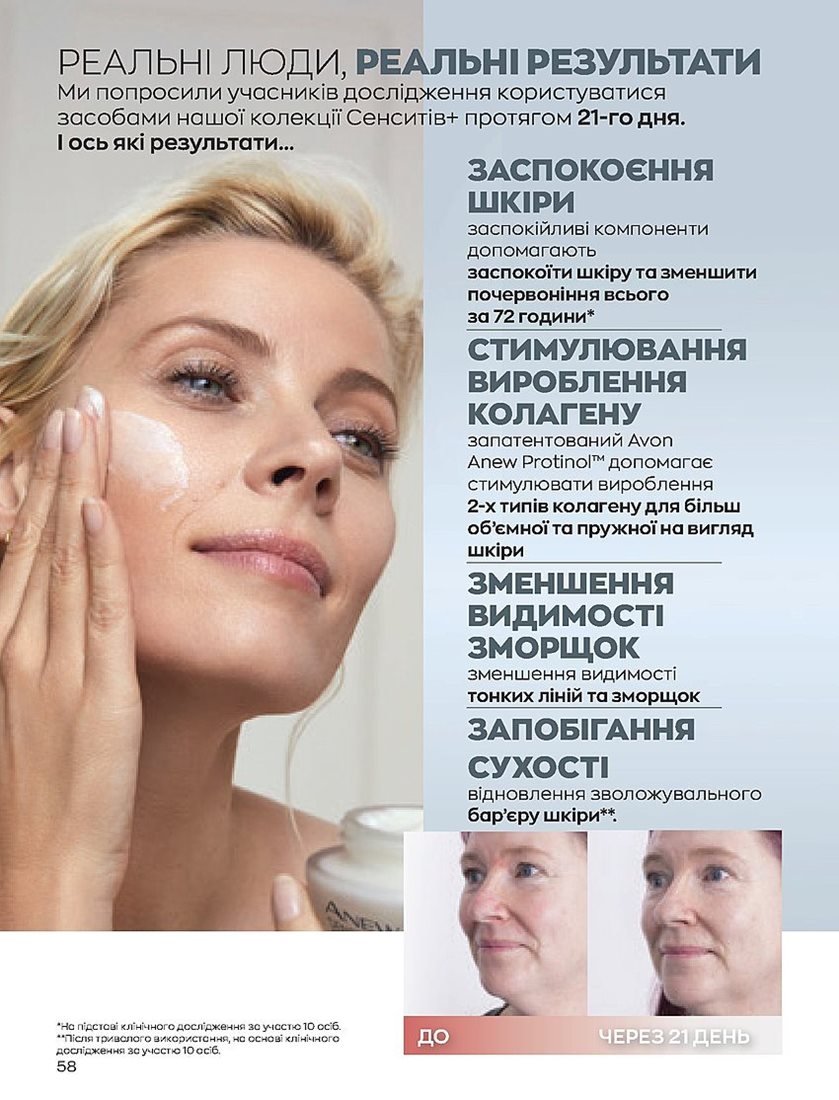 РЕАЛЬНІ ЛЮДИ, РЕАЛЬНІ РЕЗУЛЬТАТИ
Ми попросили учасників дослідження користуватися
засобами нашої колекції Сенситів+ протягом 21-го дня.
І ось які результати...
ЗАСПОКОЄННЯ
ШКІРИ
заспокійливі компоненти
допомагають
заспокоїти шкіру та зменшити
почервоніння всього
за 72 години*
СТИМУЛЮВАННЯ
ВИРОБЛЕННЯ
КОЛАГЕНУ
запатентований Avon
Anew Protinol™ допомагає
стимулювати вироблення
2-х типів колагену для більш
об'ємної та пружної на вигляд
шкіри
ЗМЕНШЕННЯ
ВИДИМОСТІ
ЗМОРЩОК
зменшення видимості
тонких ліній та зморщок
ЗАПОБІГАННЯ
СУХОСТІ
відновлення зволожувального
бар'єру шкіри**.
ANEW
ДО
ЧЕРЕЗ 21 ДЕНЬ
*На підставі клінічного дослідження за участю 10 осіб.
**Після тривалого використання, на основі клінічного
дослідження за участю 10 осіб.
58